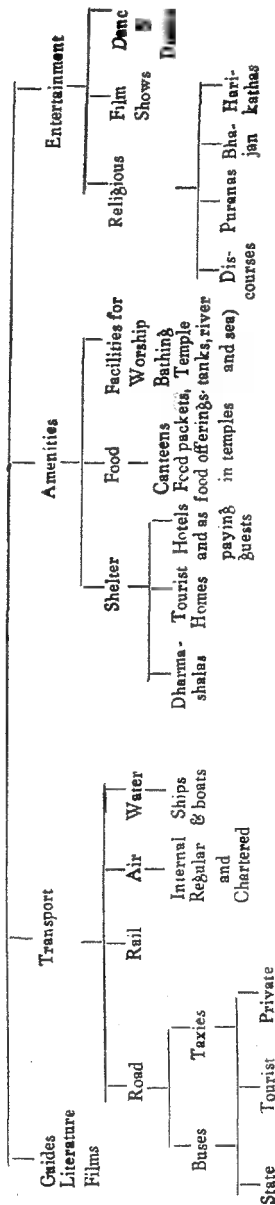 Guides
Literature
Films
Transport
Amenities
Entertainment
Road
Rail
Air
Water
Internal
Regular
and
Chartered
Ships
& boats
Buses
Taxies
State
Tourist
Private
Shelter
Food
Facilities for
Worship
Dharma-
shalas
Tourist
Homes
Hotels
and as
paying
guests
Canteens
Food packets,
food offerings
in temples
Bathing
Temple
tanks, river
and sea)
Religious
Film
Shows
Danc
Dis-
courses
Puranas
Bha-
jan
Hari-
kathas